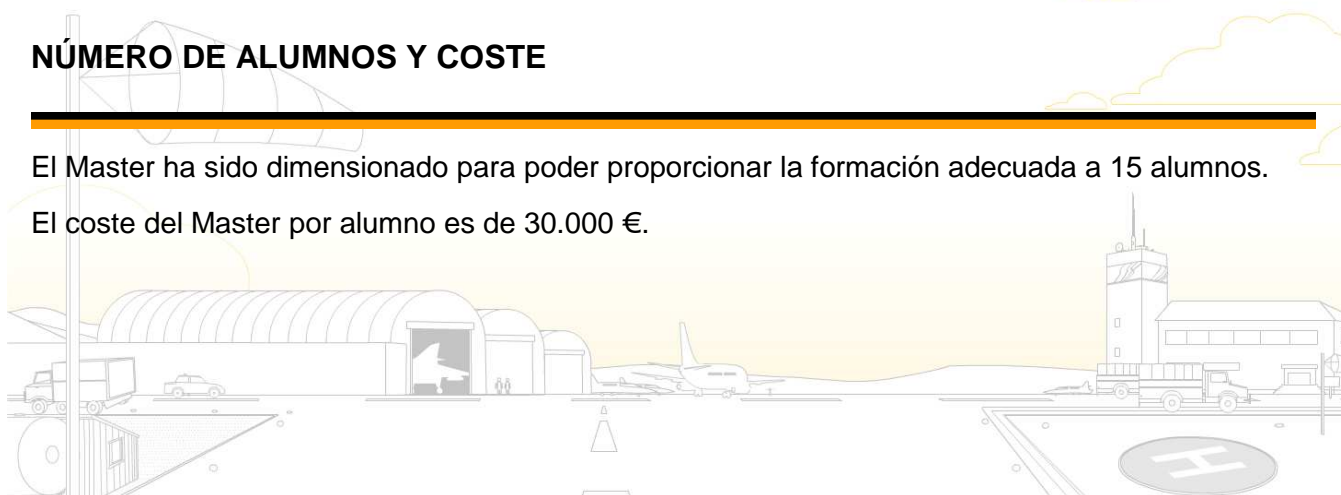 NÚMERO DE ALUMNOS Y COSTE
El Master ha sido dimensionado para poder proporcionar la formación adecuada a 15 alumnos.
El coste del Master por alumno es de 30.000 €.
H